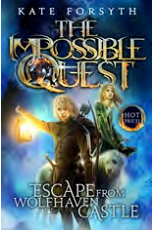 KATE FORSYTH
THE
IMPOSSIBLE
QUEST
HOT
PRICE!
ESCAPE FROM
WOLFHAVEN
CASTLE